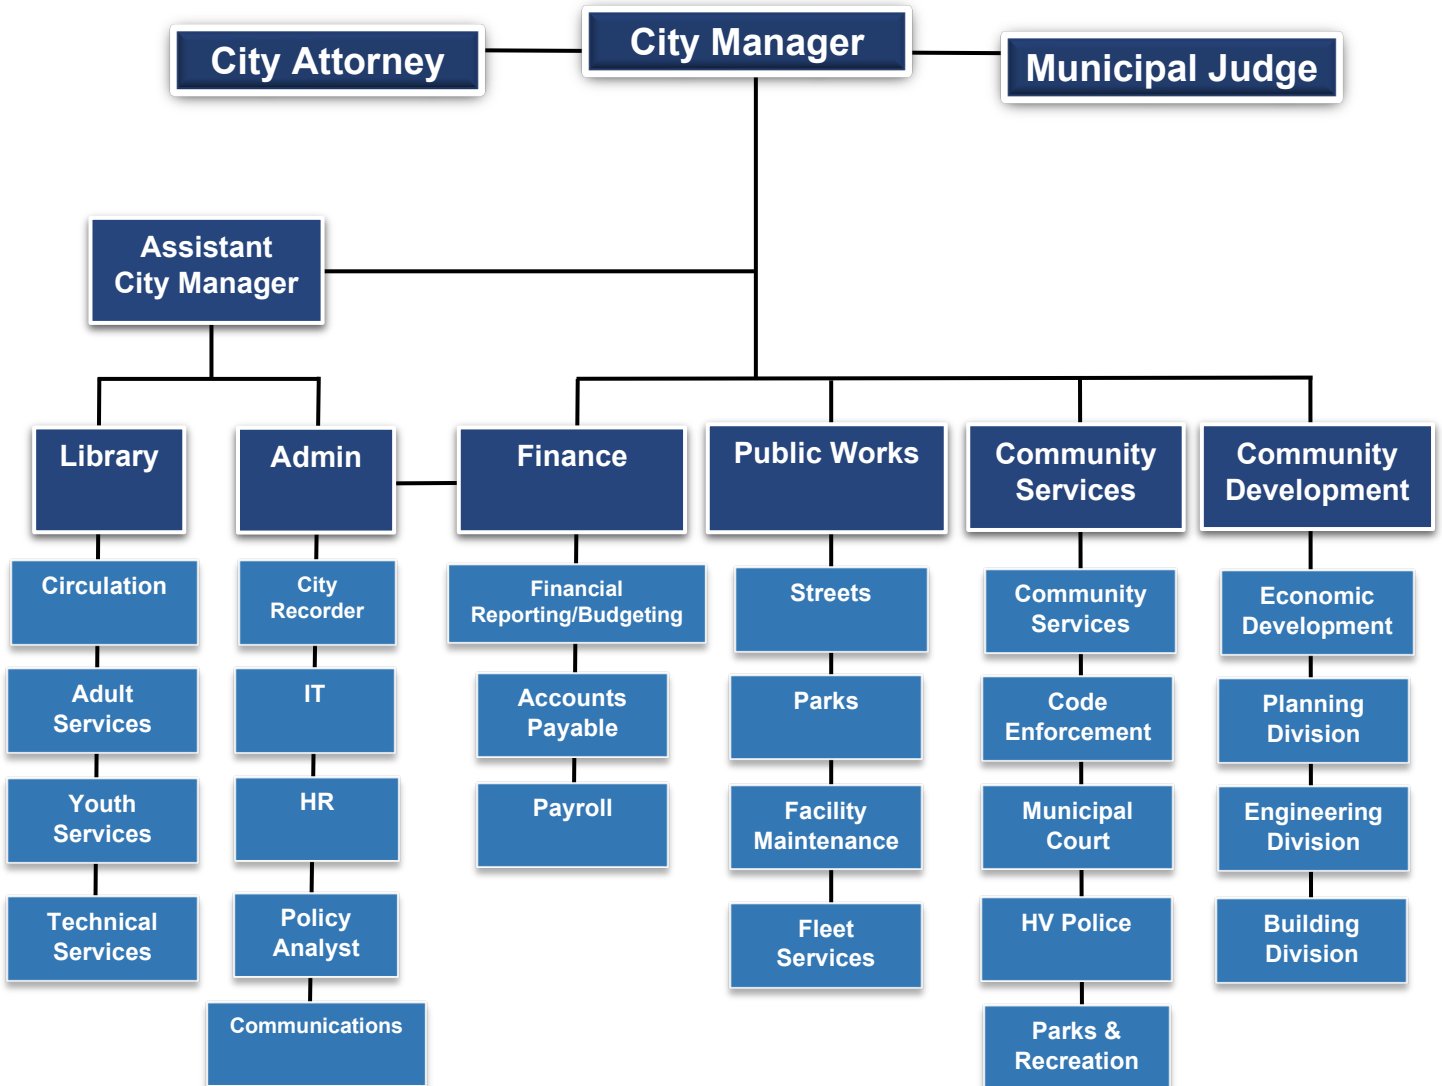 City Attorney
City Manager
Municipal Judge
Assistant
City Manager
Library
Admin
Finance
Public Works
Community
Services
Community
Development
Circulation
Adult
Services
Youth
Services
Technical
Services
City
Recorder
IT
HR
Policy
Analyst
Communications
Financial
Reporting/Budgeting
Accounts
Payable
Payroll
Streets
Parks
Facility
Maintenance
Fleet
Services
Community
Services
Code
Enforcement
Municipal
Court
HV Police
Parks &
Recreation
Economic
Development
Planning
Division
Engineering
Division
Building
Division